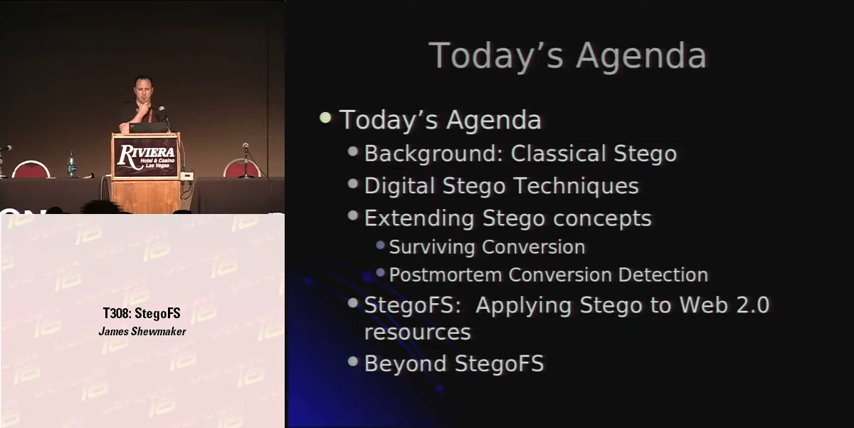 Today's Agenda
Today's Agenda
Background: Classical Stego
Digital Stego Techniques
Extending Stego concepts
Surviving Conversion
Postmortem Conversion Detection
StegoFS: Applying Stego to Web 2.0
resources
Beyond StegoFS
RIVIERA
Hotel & Casino
Las Vegas
T308: StegoFS
James Shewmaker